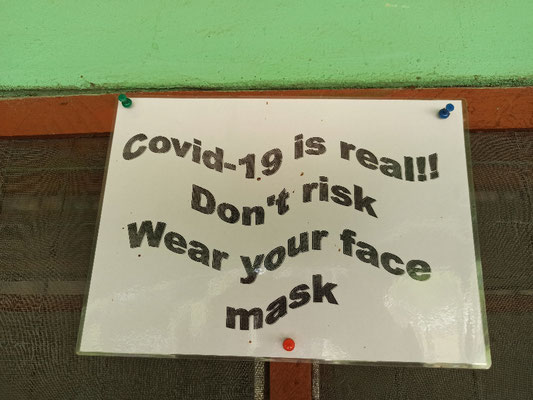 Covid-19 is real!!
Don't risk
Wear your face
mask